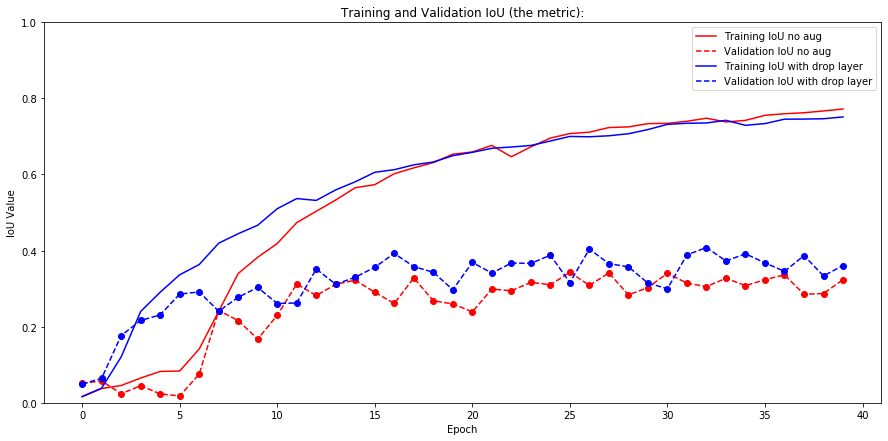 Training and Validation IoU (the metric):
1.0
0.8
0.6
0.4
0.2
0.0
IoU Value
0
5
10
15
20
25
30
35
40
Epoch
Training IoU no aug
Validation IoU no aug
Training IoU with drop layer
Validation IoU with drop layer